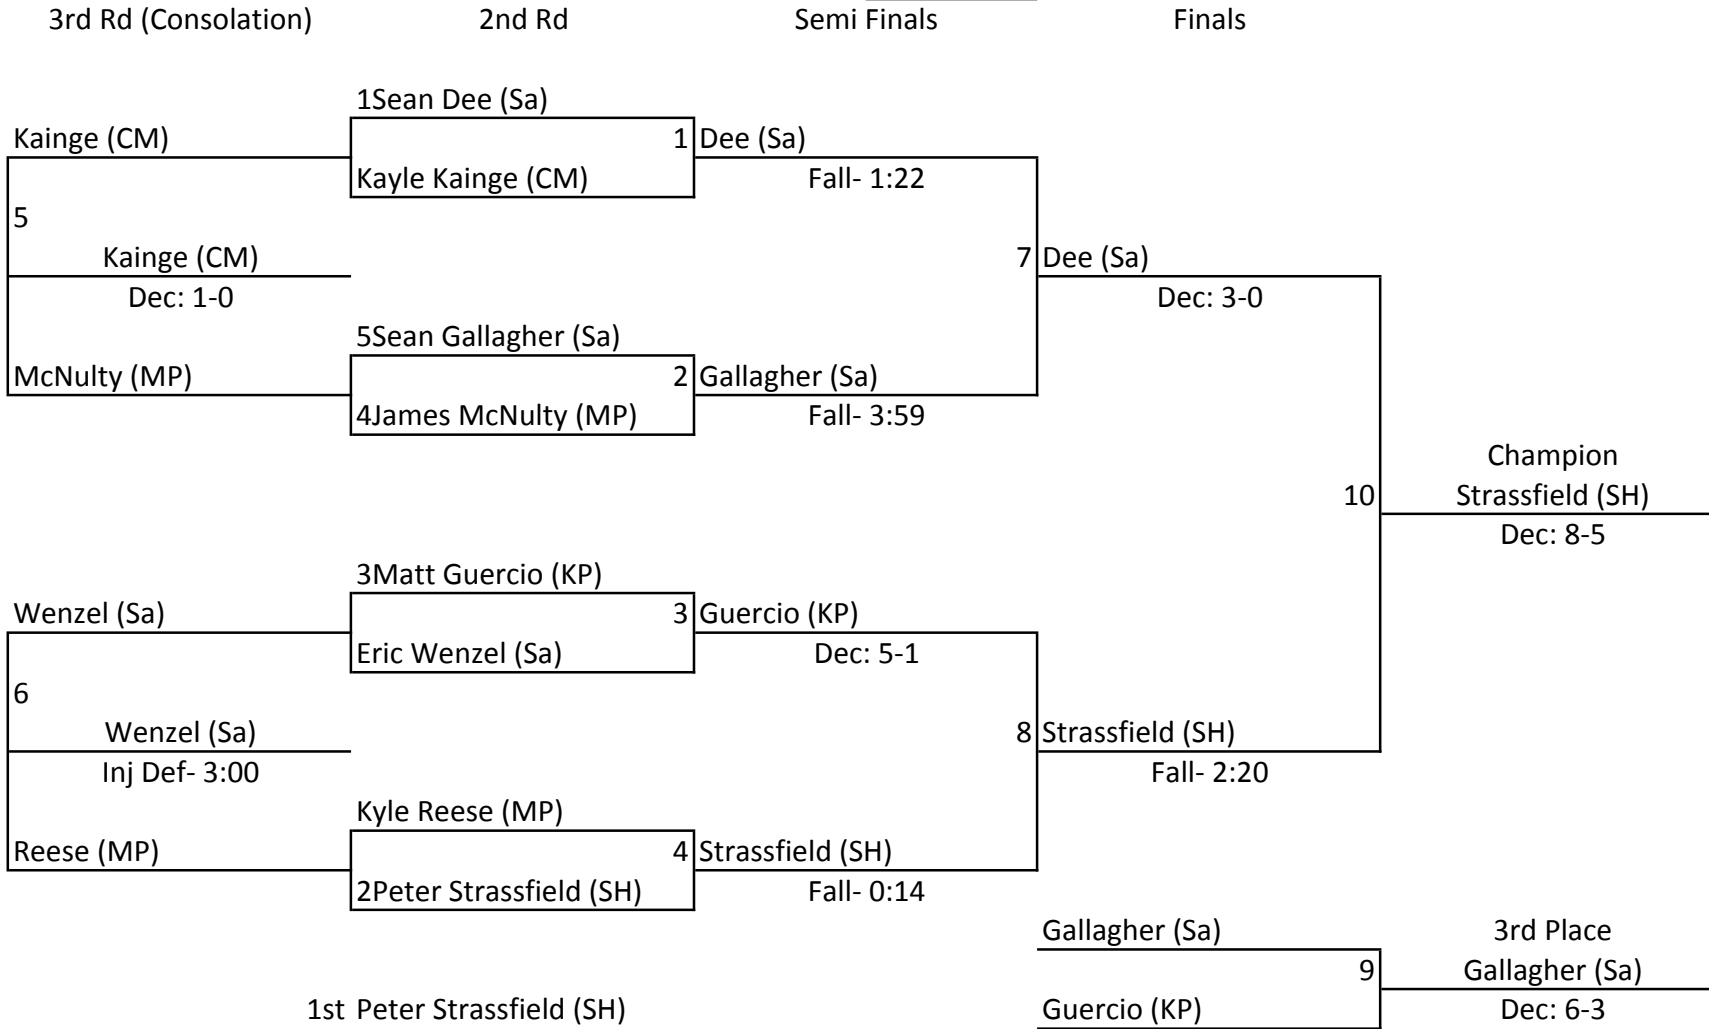 3rd Rd (Consolation) 2nd Rd Semi Finals Finals
1Sean Dee (Sa)
Kainge (CM) 1 Dee (Sa)
Kayle Kainge (CM) Fall- 1:22
5
Kainge (CM) 7 Dee (Sa)
Dec: 1-0 Dec: 3-0
5Sean Gallagher (Sa)
McNulty (MP) 2 Gallagher (Sa)
4James McNulty (MP) Fall- 3:59
Champion
10 Strassfield (SH)
Dec: 8-5
3Matt Guercio (KP)
Wenzel (Sa) 3 Guercio (KP)
Eric Wenzel (Sa) Dec: 5-1
6
Wenzel (Sa) 8 Strassfield (SH)
Inj Def- 3:00 Fall- 2:20
Kyle Reese (MP)
Reese (MP) 4 Strassfield (SH)
2Peter Strassfield (SH) Fall- 0:14
Gallagher (Sa) 3rd Place
9 Gallagher (Sa)
1st Peter Strassfield (SH) Guercio (KP) Dec: 6-3